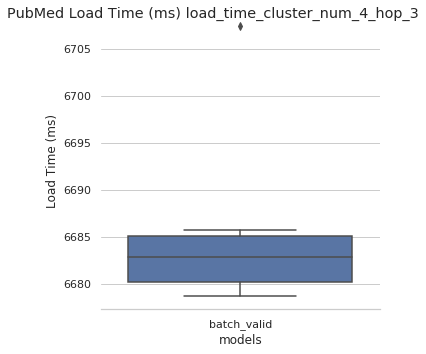 PubMed Load Time (ms) load_time_cluster_num_4_hop_3
6705
6700
6695
6690
6685
6680
Load Time (ms)
batch_valid
models